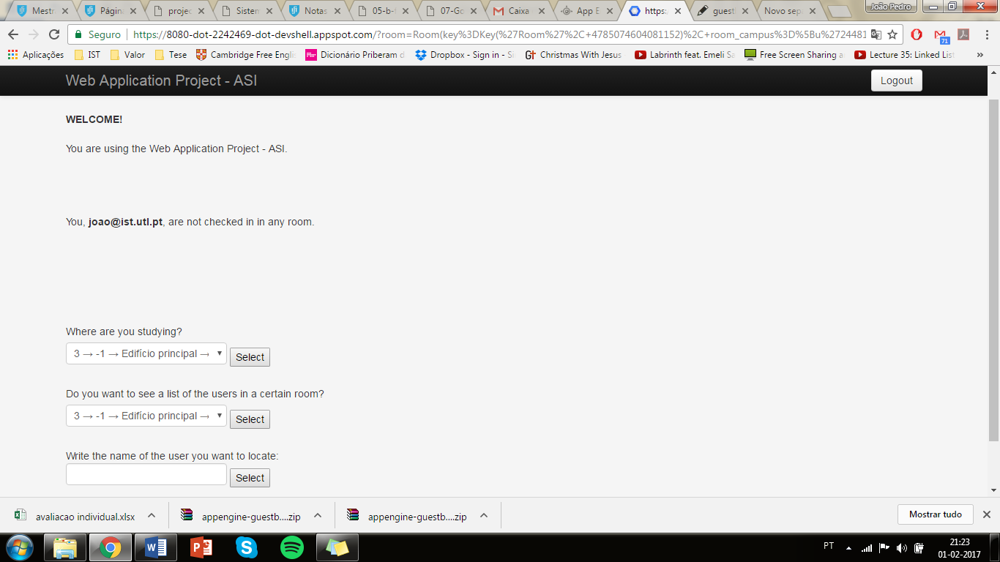 João Pedro
Mestr Página projec Sistem Notas 05-b-f 07-Go Caixa App E https:/ guest Novo sepa
Seguro https://8080-dot-2242469-dot-devshell.appspot.com/?room=Room(key%3DKey(%27Room%27%2C+4785074604081152)%2C+room_campus%3D%5Bu%2724481
71
Aplicações IST Valor Tese Cambridge Free Engli Dicionário Priberam d Dropbox - Sign in - Si Christmas With Jesus Labrinth feat. Emeli Sa Free Screen Sharing a Lecture 35: Linked List »
Web Application Project - ASI Logout
WELCOME!
You are using the Web Application Project - ASI.
You, joao@ist.utl.pt, are not checked in in any room.
Where are you studying?
3 → -1 → Edifício principal → Select
Do you want to see a list of the users in a certain room?
3 → -1 → Edifício principal → Select
Write the name of the user you want to locate:
Select
avaliacao individual.xlsx appengine-guestb....zip appengine-guestb....zip Mostrar tudo
PT 21:23
01-02-2017